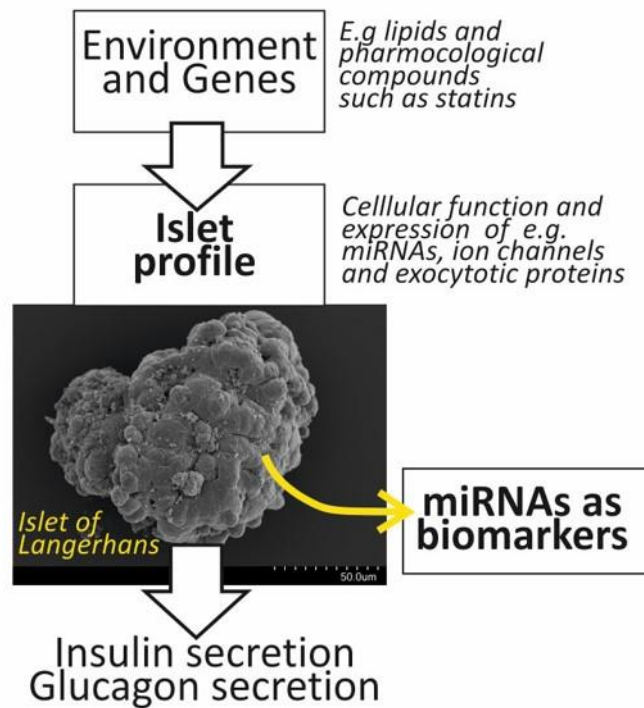 Environment
and Genes
E.g lipids and
pharmocological
compounds
such as statins
Islet
profile
Celllular function and
expression of e.g.
miRNAs, ion channels
and exocytotic proteins
Islet of
Langerhans
miRNAs as
biomarkers
50.0um
Insulin secretion
Glucagon secretion